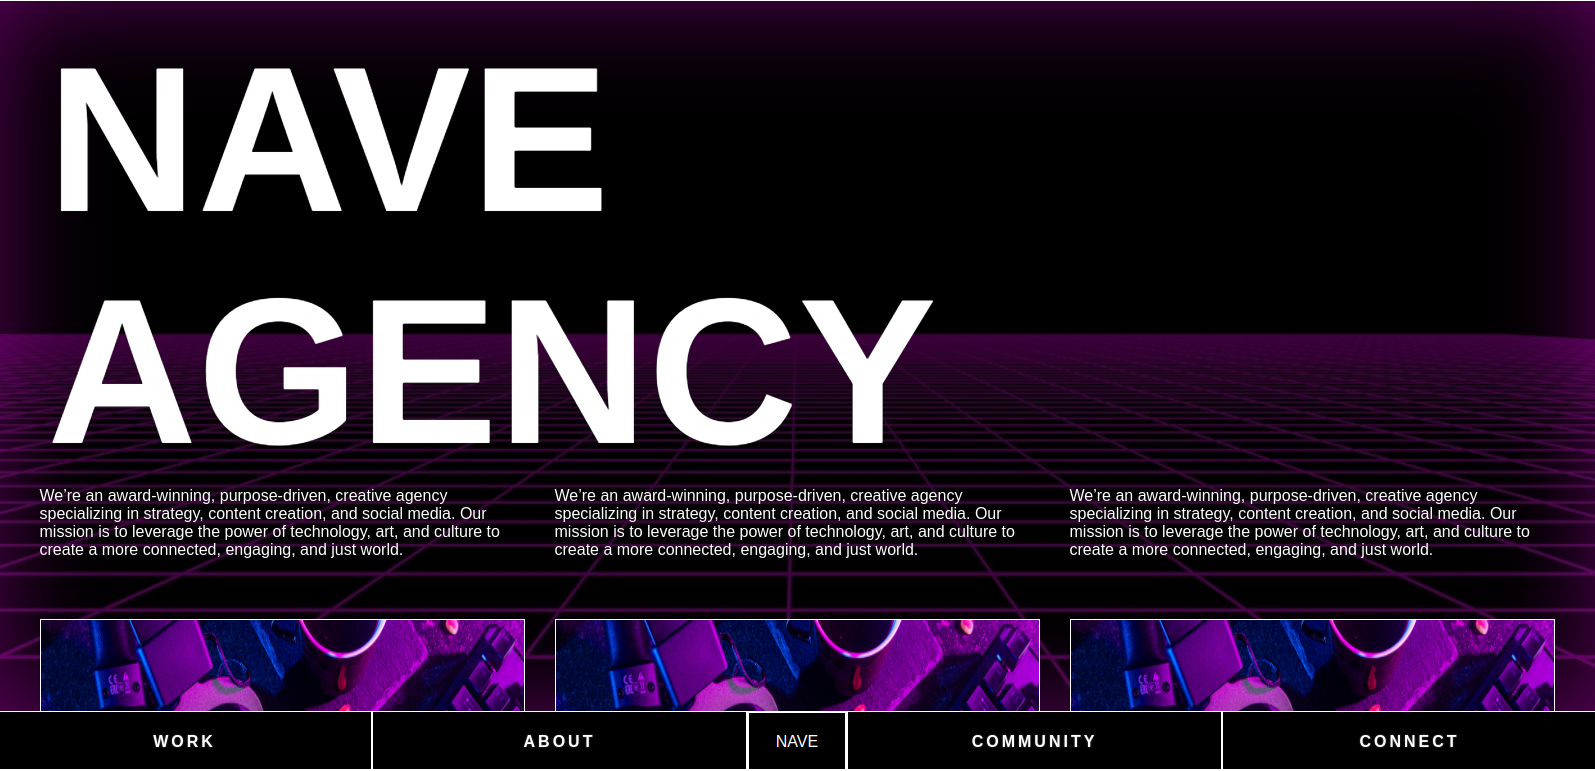 NAVE
AGENCY
We’re an award-winning, purpose-driven, creative agency
specializing in strategy, content creation, and social media. Our
mission is to leverage the power of technology, art, and culture to
create a more connected, engaging, and just world.
We’re an award-winning, purpose-driven, creative agency
specializing in strategy, content creation, and social media. Our
mission is to leverage the power of technology, art, and culture to
create a more connected, engaging, and just world.
We’re an award-winning, purpose-driven, creative agency
specializing in strategy, content creation, and social media. Our
mission is to leverage the power of technology, art, and culture to
create a more connected, engaging, and just world.
WORK
ABOUT
NAVE
COMMUNITY
CONNECT